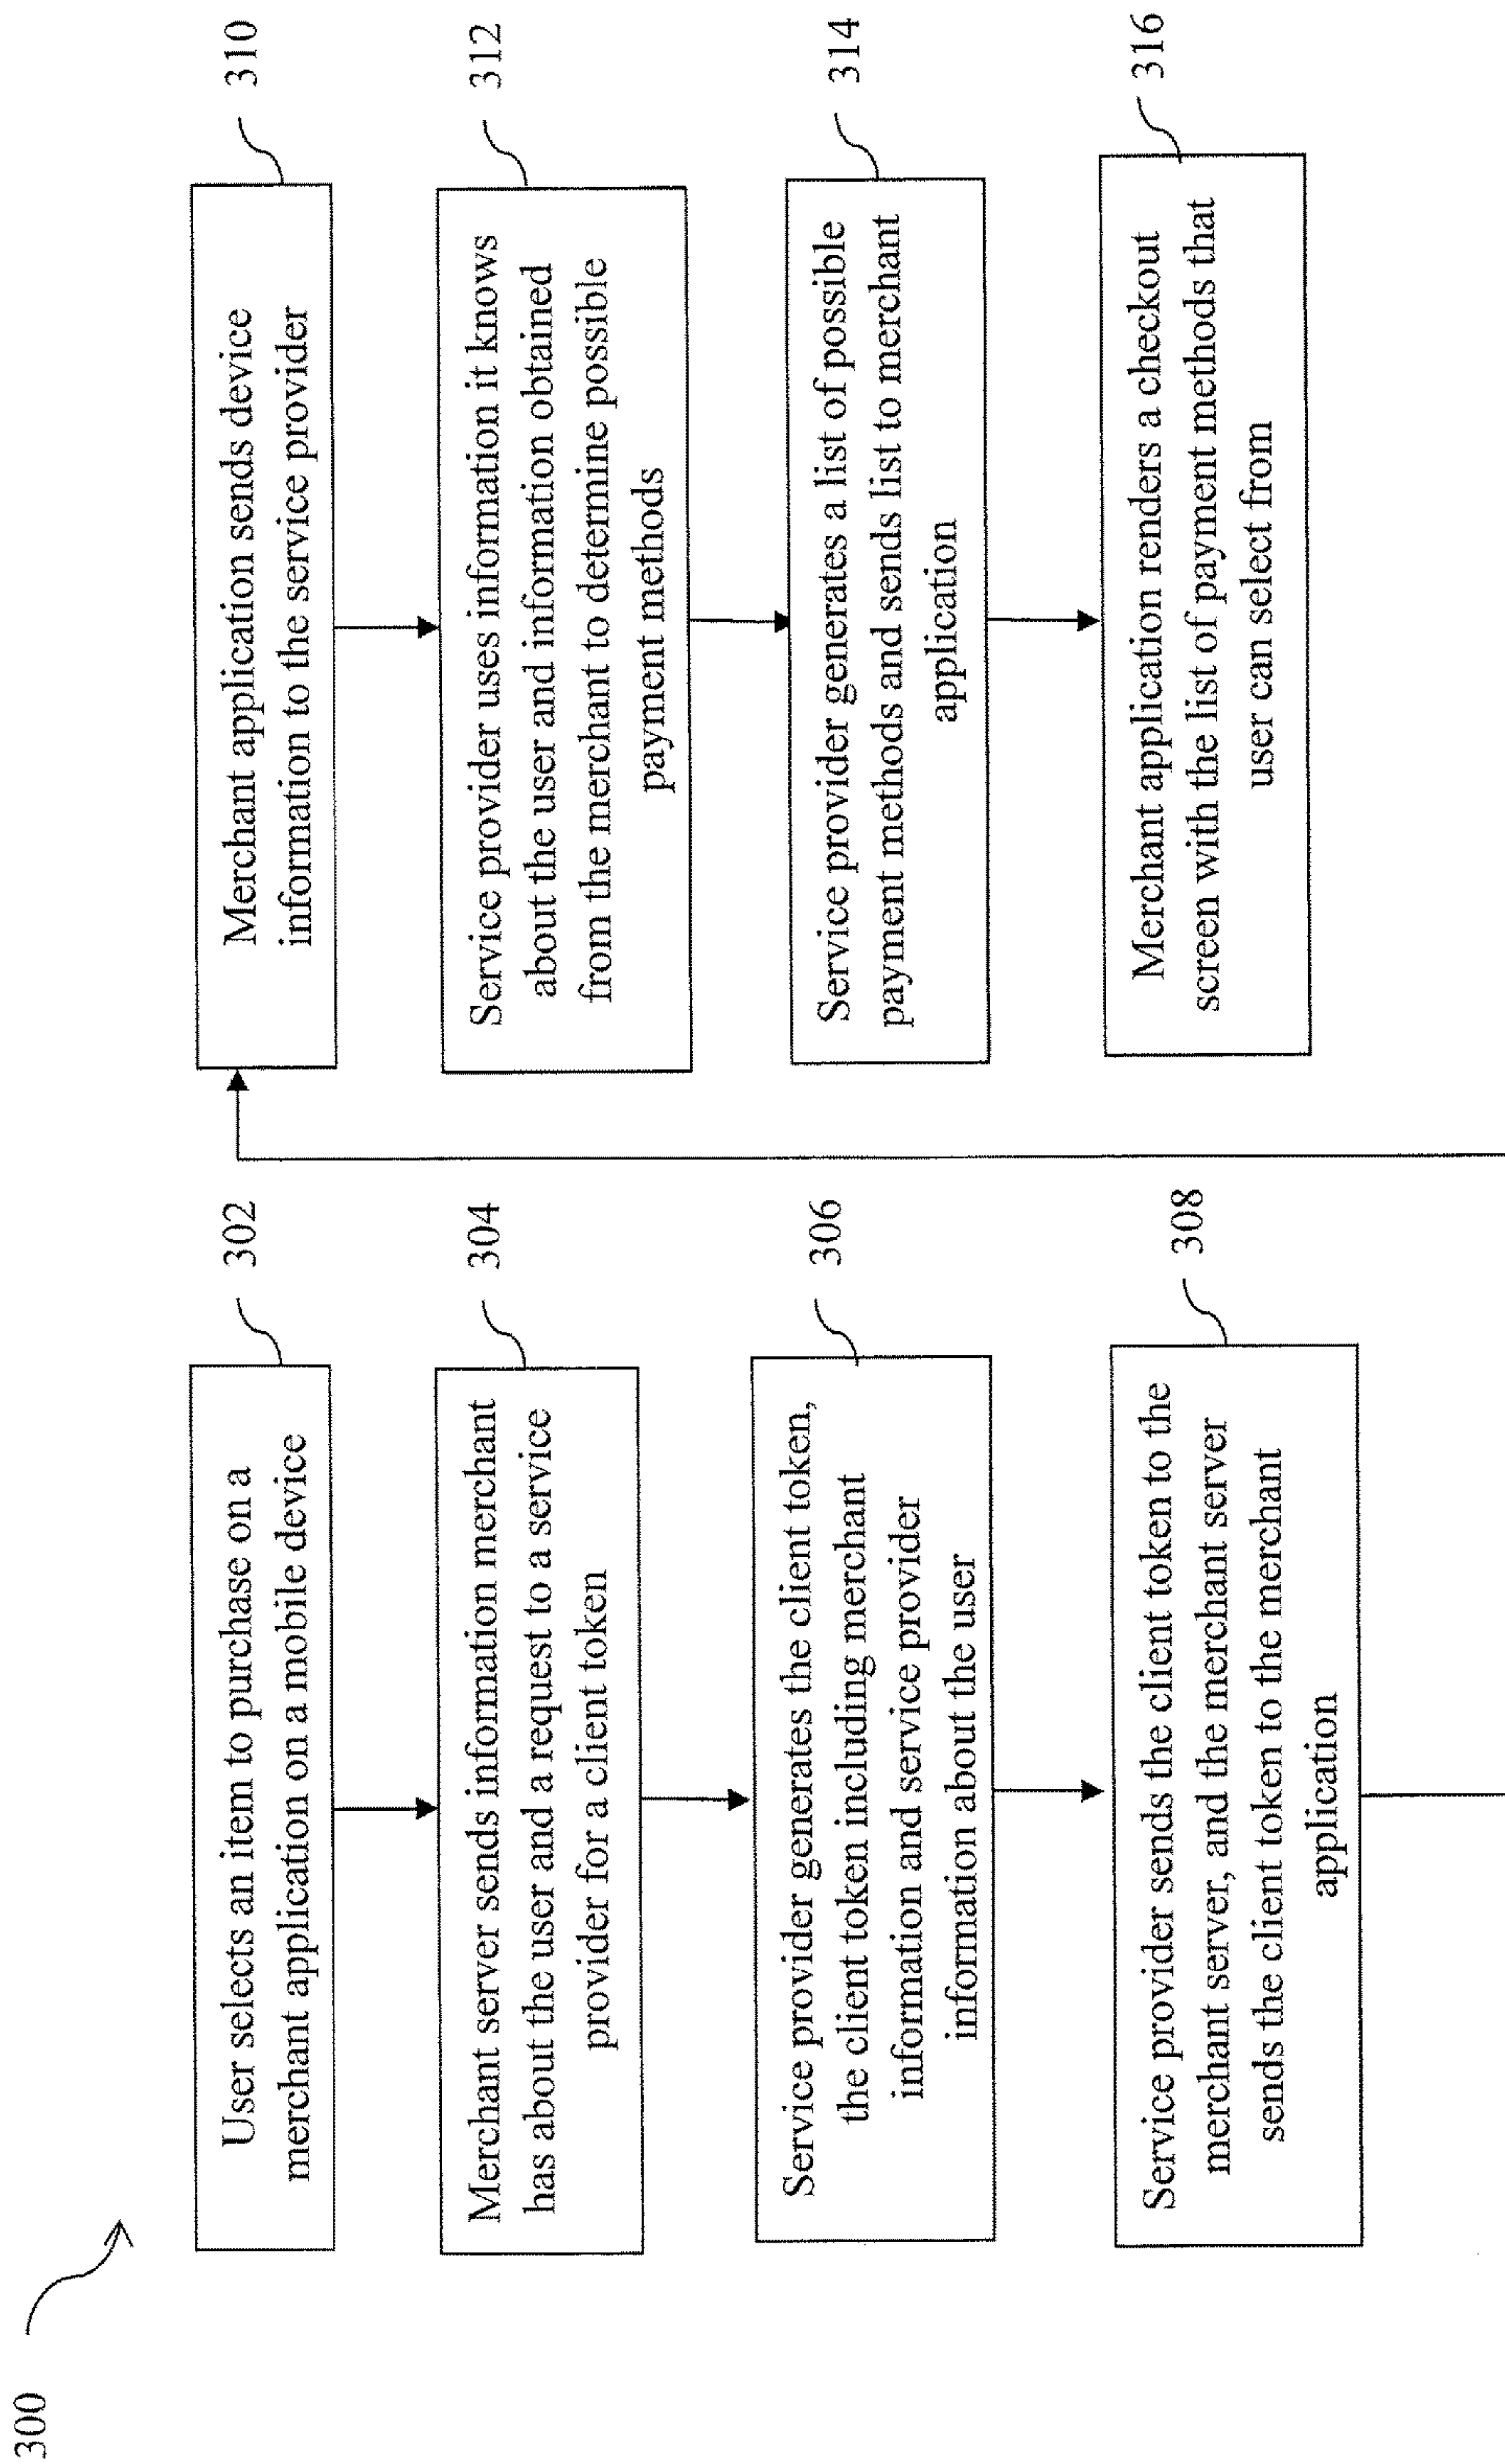 300
User selects an item to purchase on a
merchant application on a mobile device
302
Merchant server sends information merchant
has about the user and a request to a service
provider for a client token
304
Service provider generates the client token,
the client token including merchant
information and service provider
information about the user
306
Service provider sends the client token to the
merchant server, and the merchant server
sends the client token to the merchant
application
308
Merchant application sends device
information to the service provider
310
Service provider uses information it knows
about the user and information obtained
from the merchant to determine possible
payment methods
312
Service provider generates a list of possible
payment methods and sends list to merchant
application
314
Merchant application renders a checkout
screen with the list of payment methods that
user can select from
316